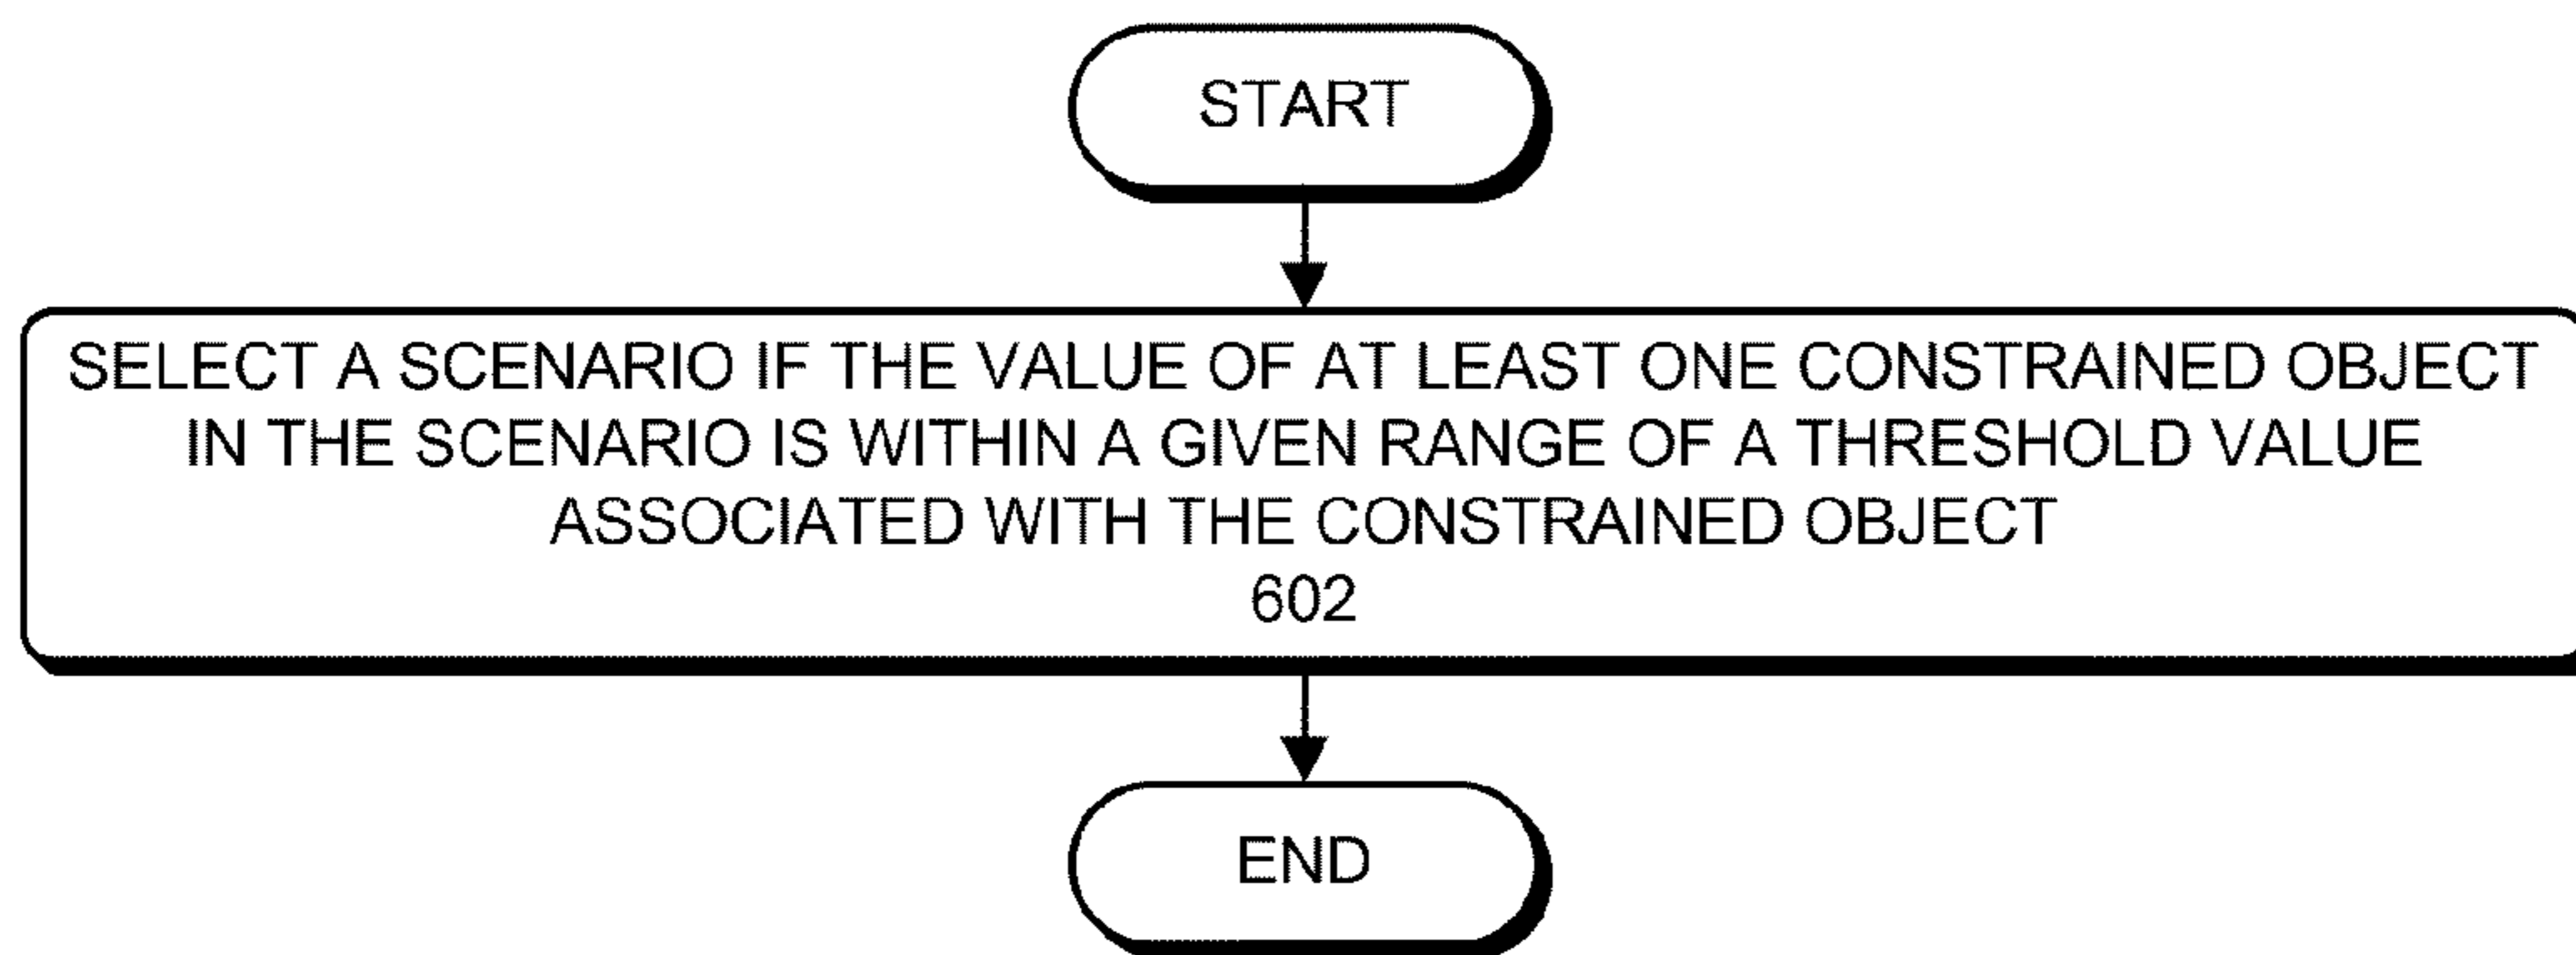 START
SELECT A SCENARIO IF THE VALUE OF AT LEAST ONE CONSTRAINED OBJECT
IN THE SCENARIO IS WITHIN A GIVEN RANGE OF A THRESHOLD VALUE
ASSOCIATED WITH THE CONSTRAINED OBJECT
602
END